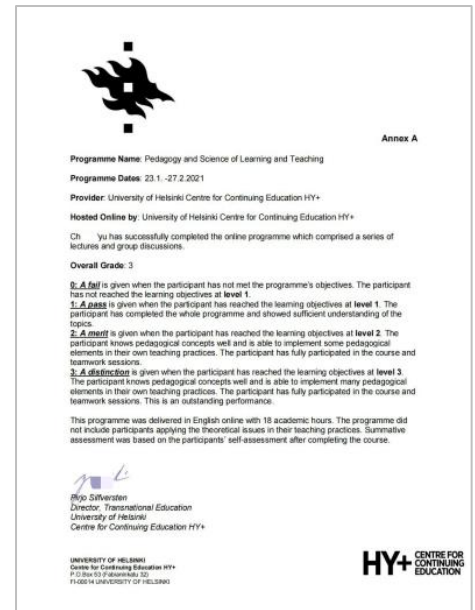 Annex A
Programme Name: Pedagogy and Science of Learning and Teaching
Programme Dates: 23.1. -27.2.2021
Provider: University of Helsinki Centre for Continuing Education HY+
Hosted Online by: University of Helsinki Centre for Continuing Education HY+
Ch yu has successfully completed the online programme which comprised a series of
lectures and group discussions.
Overall Grade: 3
0: A fail is given when the participant has not met the programme's objectives. The participant
has not reached the learning objectives at level 1.
1: A pass is given when the participant has reached the learning objectives at level 1. The
participant has completed the whole programme and showed sufficient understanding of the
topics.
2: A merit is given when the participant has reached the learning objectives at level 2. The
participant knows pedagogical concepts well and is able to implement some pedagogical
elements in their own teaching practices. The participant has fully participated in the course and
teamwork sessions.
3: A distinction is given when the participant has reached the learning objectives at level 3.
The participant knows pedagogical concepts well and is able to implement many pedagogical
elements in their own teaching practices. The participant has fully participated in the course and
teamwork sessions. This is an outstanding performance.
This programme was delivered in English online with 18 academic hours. The programme did
not include participants applying the theoretical issues in their teaching practices. Summative
assessment was based on the participants' self-assessment after completing the course.
Pirjo Silfversten
Director, Transnational Education
University of Helsinki
Centre for Continuing Education HY+
UNIVERSITY OF HELSINKI
Centre for Continuing Education HY+
P.O.Box 53 (Fabianinkatu 32)
FI-00014 UNIVERSITY OF HELSINKI
HY+ CENTRE FOR
CONTINUING
EDUCATION